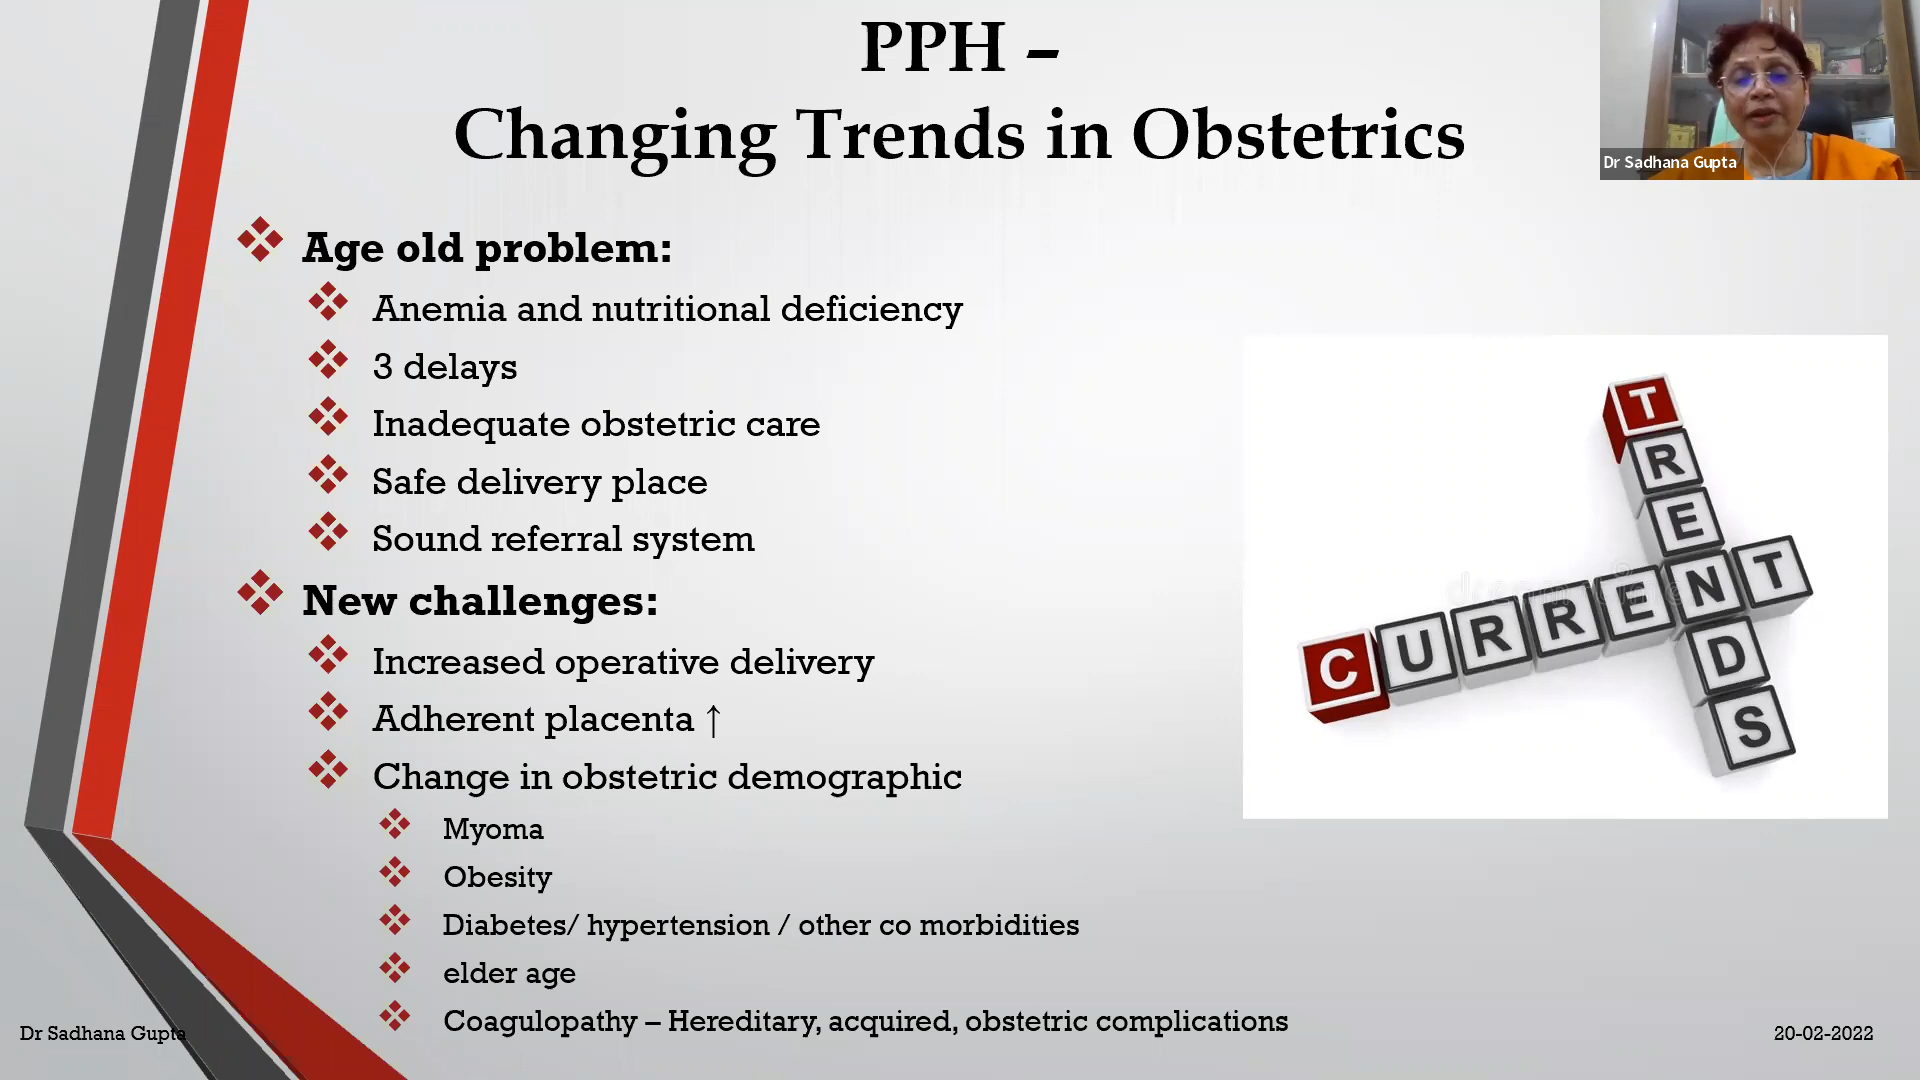 PPH –
Changing Trends in Obstetrics
Dr Sadhana Gupta
Age old problem:
Anemia and nutritional deficiency
3 delays
Inadequate obstetric care
Safe delivery place
Sound referral system
New challenges:
Increased operative delivery
Adherent placenta ↑
Change in obstetric demographic
Myoma
Obesity
Diabetes/ hypertension / other co morbidities
elder age
Coagulopathy – Hereditary, acquired, obstetric complications
TRENDS
CURRENT
Dr Sadhana Gupta
20-02-2022